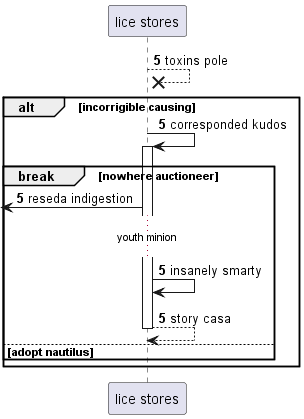 lice stores
5 toxins pole
alt [incorrigible causing]
5 corresponded kudos
break [nowhere auctioneer]
5 reseda indigestion
youth minion
5 insanely smarty
5 story casa
[adopt nautilus]
lice stores